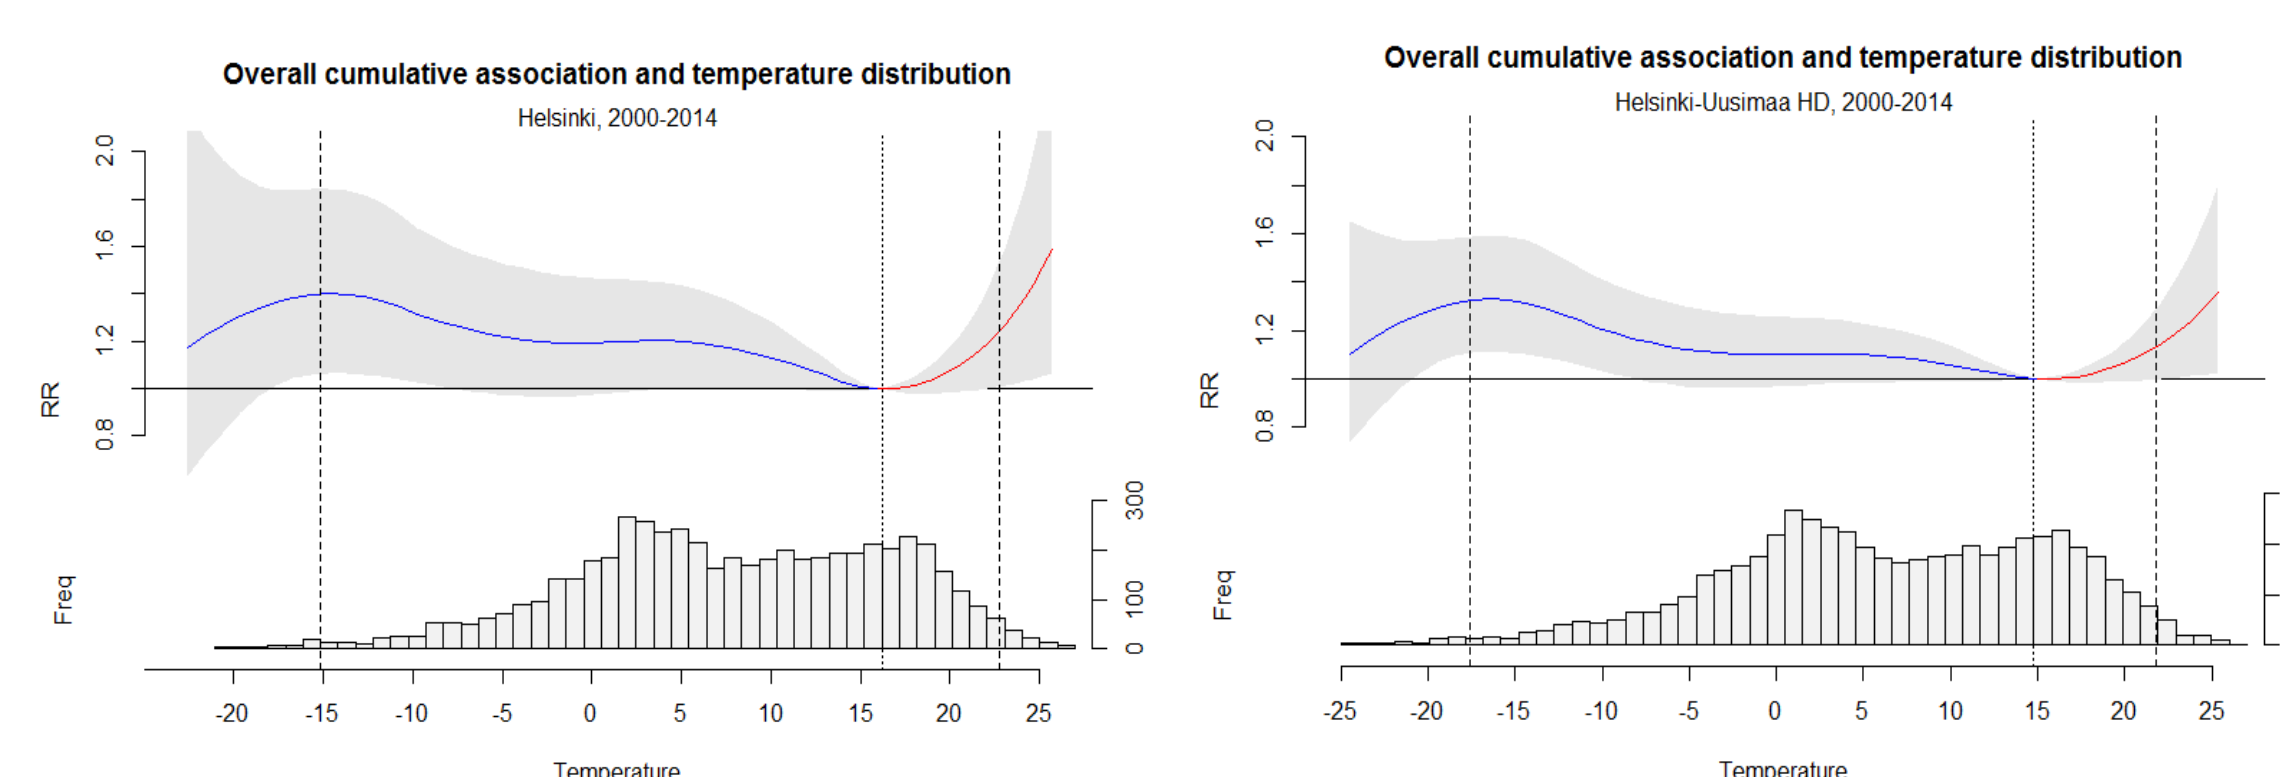 Overall cumulative association and temperature distribution
Helsinki, 2000-2014
RR
2.0
1.6
1.2
0.8
Freq
300
100
0
-20 -15 -10 -5 0 5 10 15 20 25
Temperature
Overall cumulative association and temperature distribution
Helsinki-Uusimaa HD, 2000-2014
RR
2.0
1.6
1.2
0.8
Freq
-25 -20 -15 -10 -5 0 5 10 15 20 25
Temperature